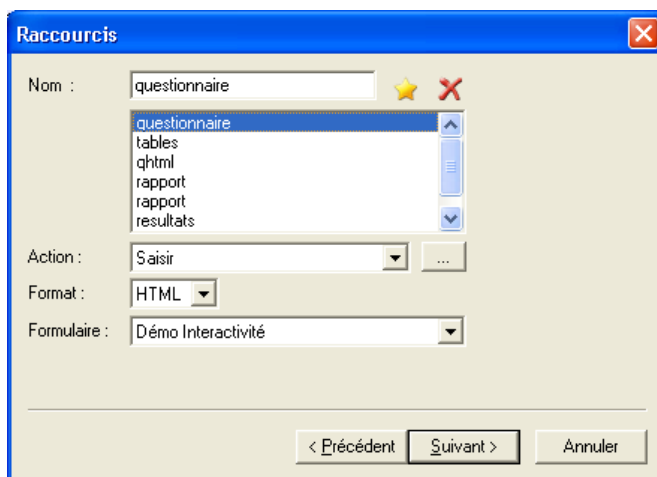 Raccourcis
Nom : questionnaire
questionnaire
tables
qhtml
rapport
rapport
resultats
Action : Saisir ...
Format : HTML
Formulaire : Démo Interactivité
< Précédent Suivant > Annuler